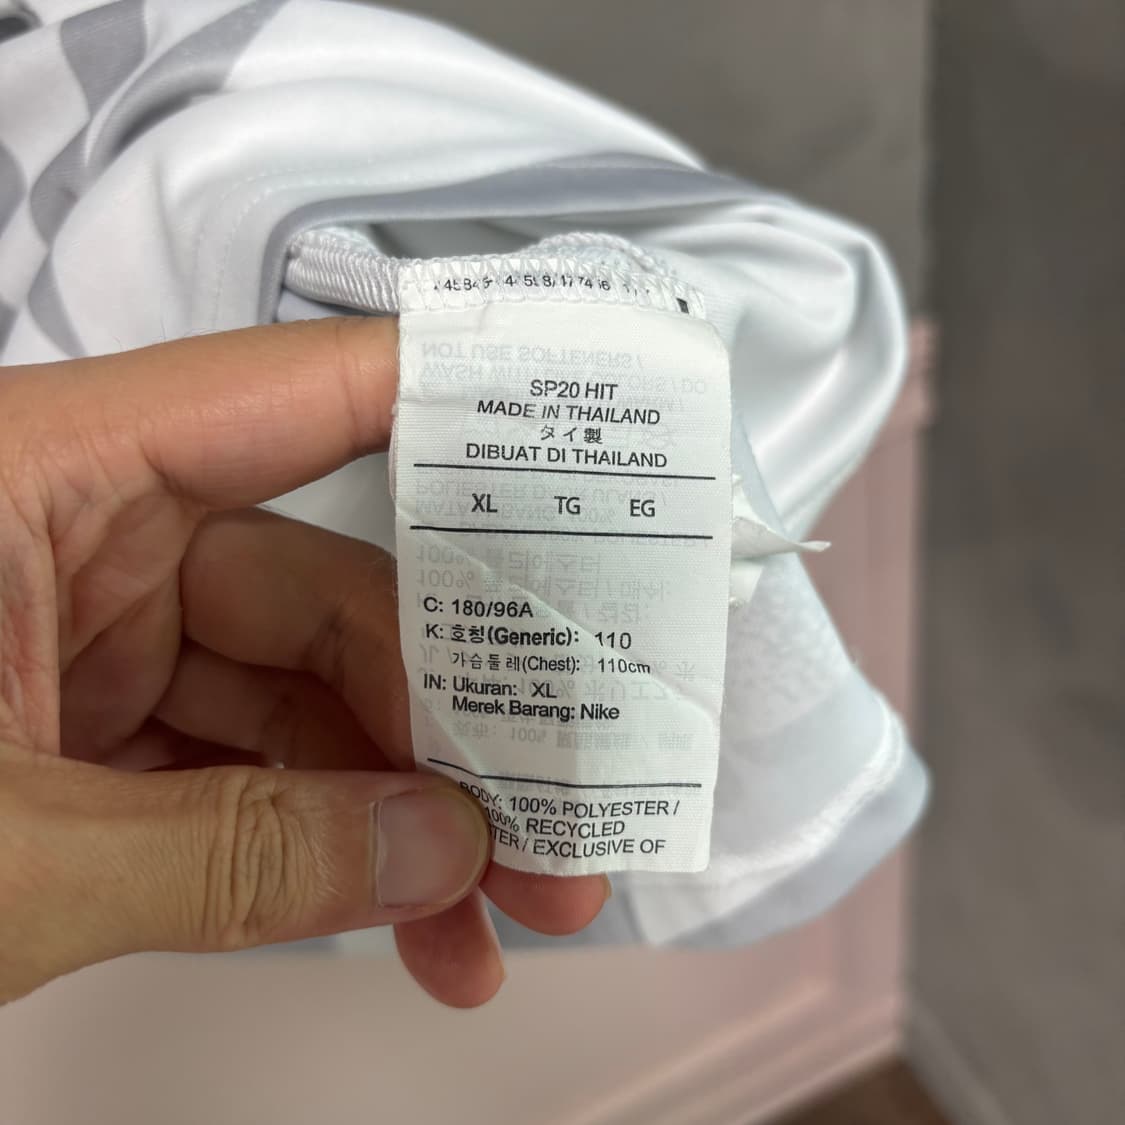 SP20 HIT
MADE IN THAILAND
タイ製
DIBUAT DI THAILAND
XL TG EG
C: 180/96A
K: 호칭(Generic): 110
가슴둘레(Chest): 110cm
IN: Ukuran: XL
Merek Barang: Nike
BODY: 100% POLYESTER /
100% RECYCLED
/ EXCLUSIVE OF